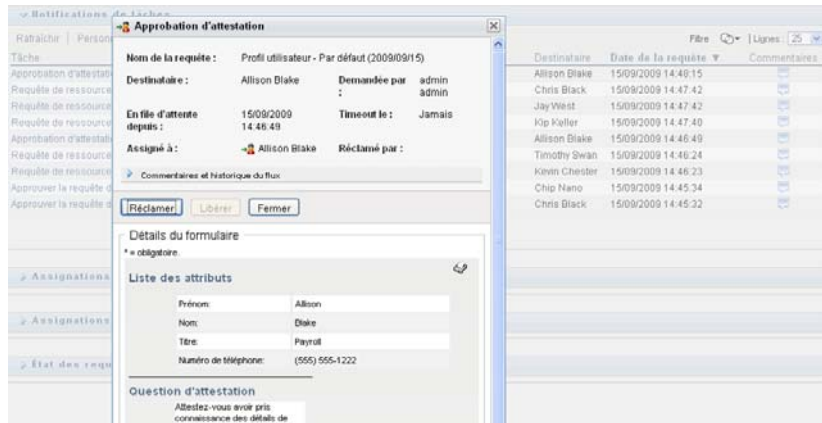 Notifications de tâches
Approbation d'attestation
Rafraîchir | Person
Filtre | Lignes: 25
Tâche
Destinataire Date de la requête Commentaires
Approbation d'attestati Allison Blake 15/09/2009 14:48:15
Requête de ressource Chris Black 15/09/2009 14:47:42
Requête de ressource Jay West 15/09/2009 14:47:42
Requête de ressource Kip Keller 15/09/2009 14:47:40
Approbation d'attestati Allison Blake 15/09/2009 14:46:49
Requête de ressource Timothy Swan 15/09/2009 14:46:24
Requête de ressource Kevin Chester 15/09/2009 14:46:23
Approuver la requête d Chip Nano 15/09/2009 14:45:34
Approuver la requête d Chris Black 15/09/2009 14:45:32
Assignations
Assignations
État des requ
Nom de la requête : Profil utilisateur - Par défaut (2009/09/15)
Destinataire : Allison Blake Demandée par : admin admin
En file d'attente depuis : 15/09/2009 14:46:49 Timeout le : Jamais
Assigné à : Allison Blake Réclamé par :
Commentaires et historique du flux
Réclamer Libérer Fermer
Détails du formulaire
* = obligatoire.
Liste des attributs
Prénom: Allison
Nom: Blake
Titre: Payroll
Numéro de téléphone: (555) 555-1222
Question d'attestation
Attestez-vous avoir pris
connaissance des détails de